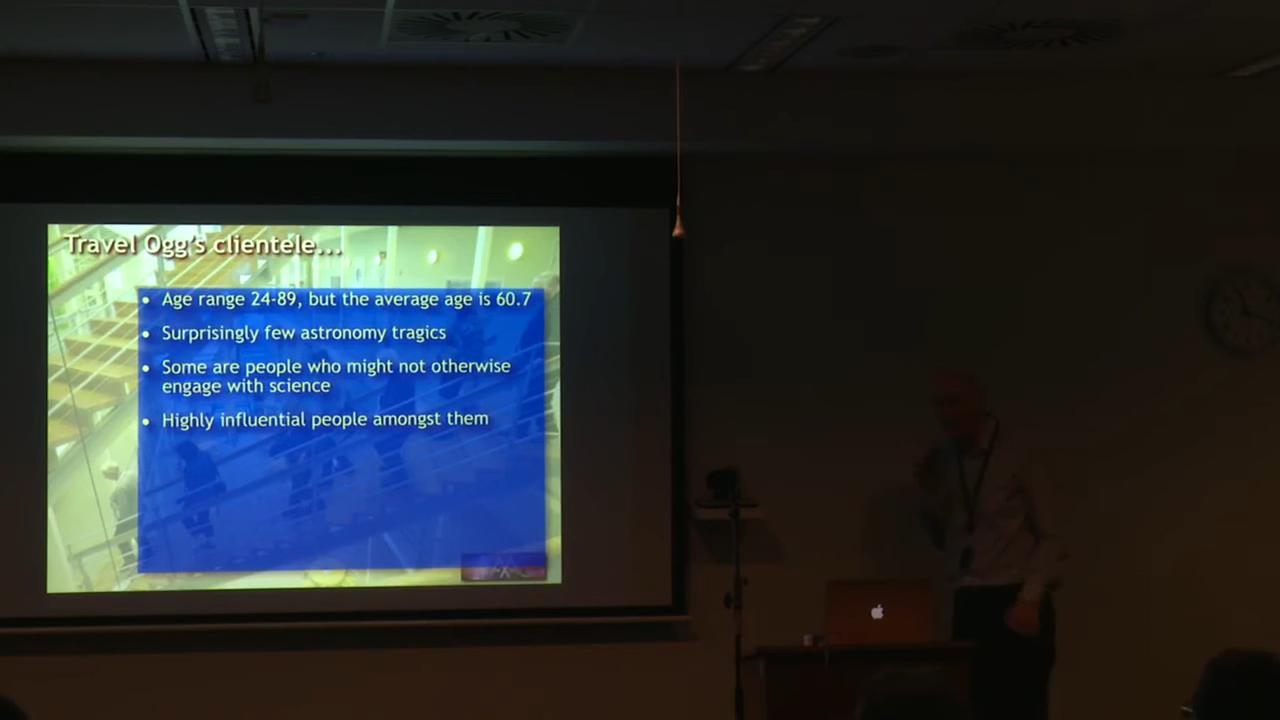 Travel Ogg's clientele...
• Age range 24-89, but the average age is 60.7
• Surprisingly few astronomy tragics
• Some are people who might not otherwise
engage with science
• Highly influential people amongst them